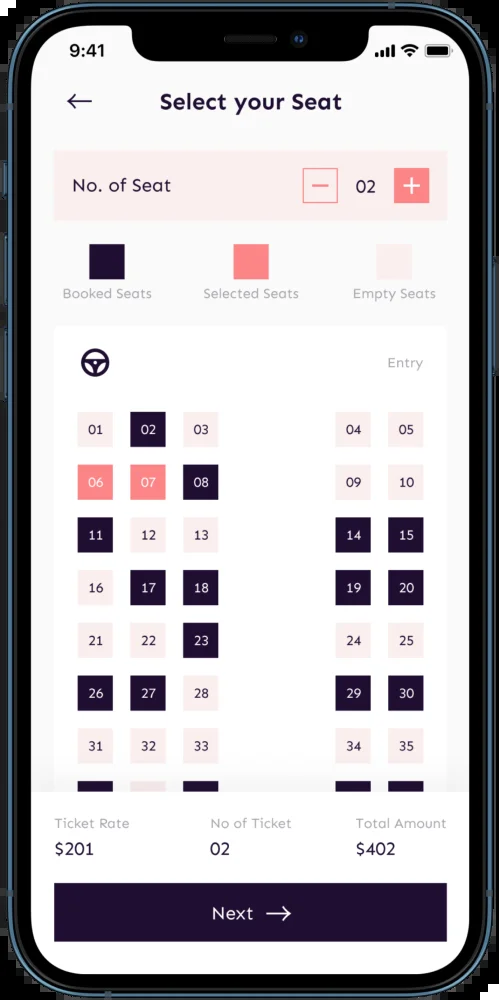 9:41
Select your Seat
No. of Seat 02
Booked Seats Selected Seats Empty Seats
Entry
01 02 03 04 05
06 07 08 09 10
11 12 13 14 15
16 17 18 19 20
21 22 23 24 25
26 27 28 29 30
31 32 33 34 35
Ticket Rate No of Ticket Total Amount
$201 02 $402
Next